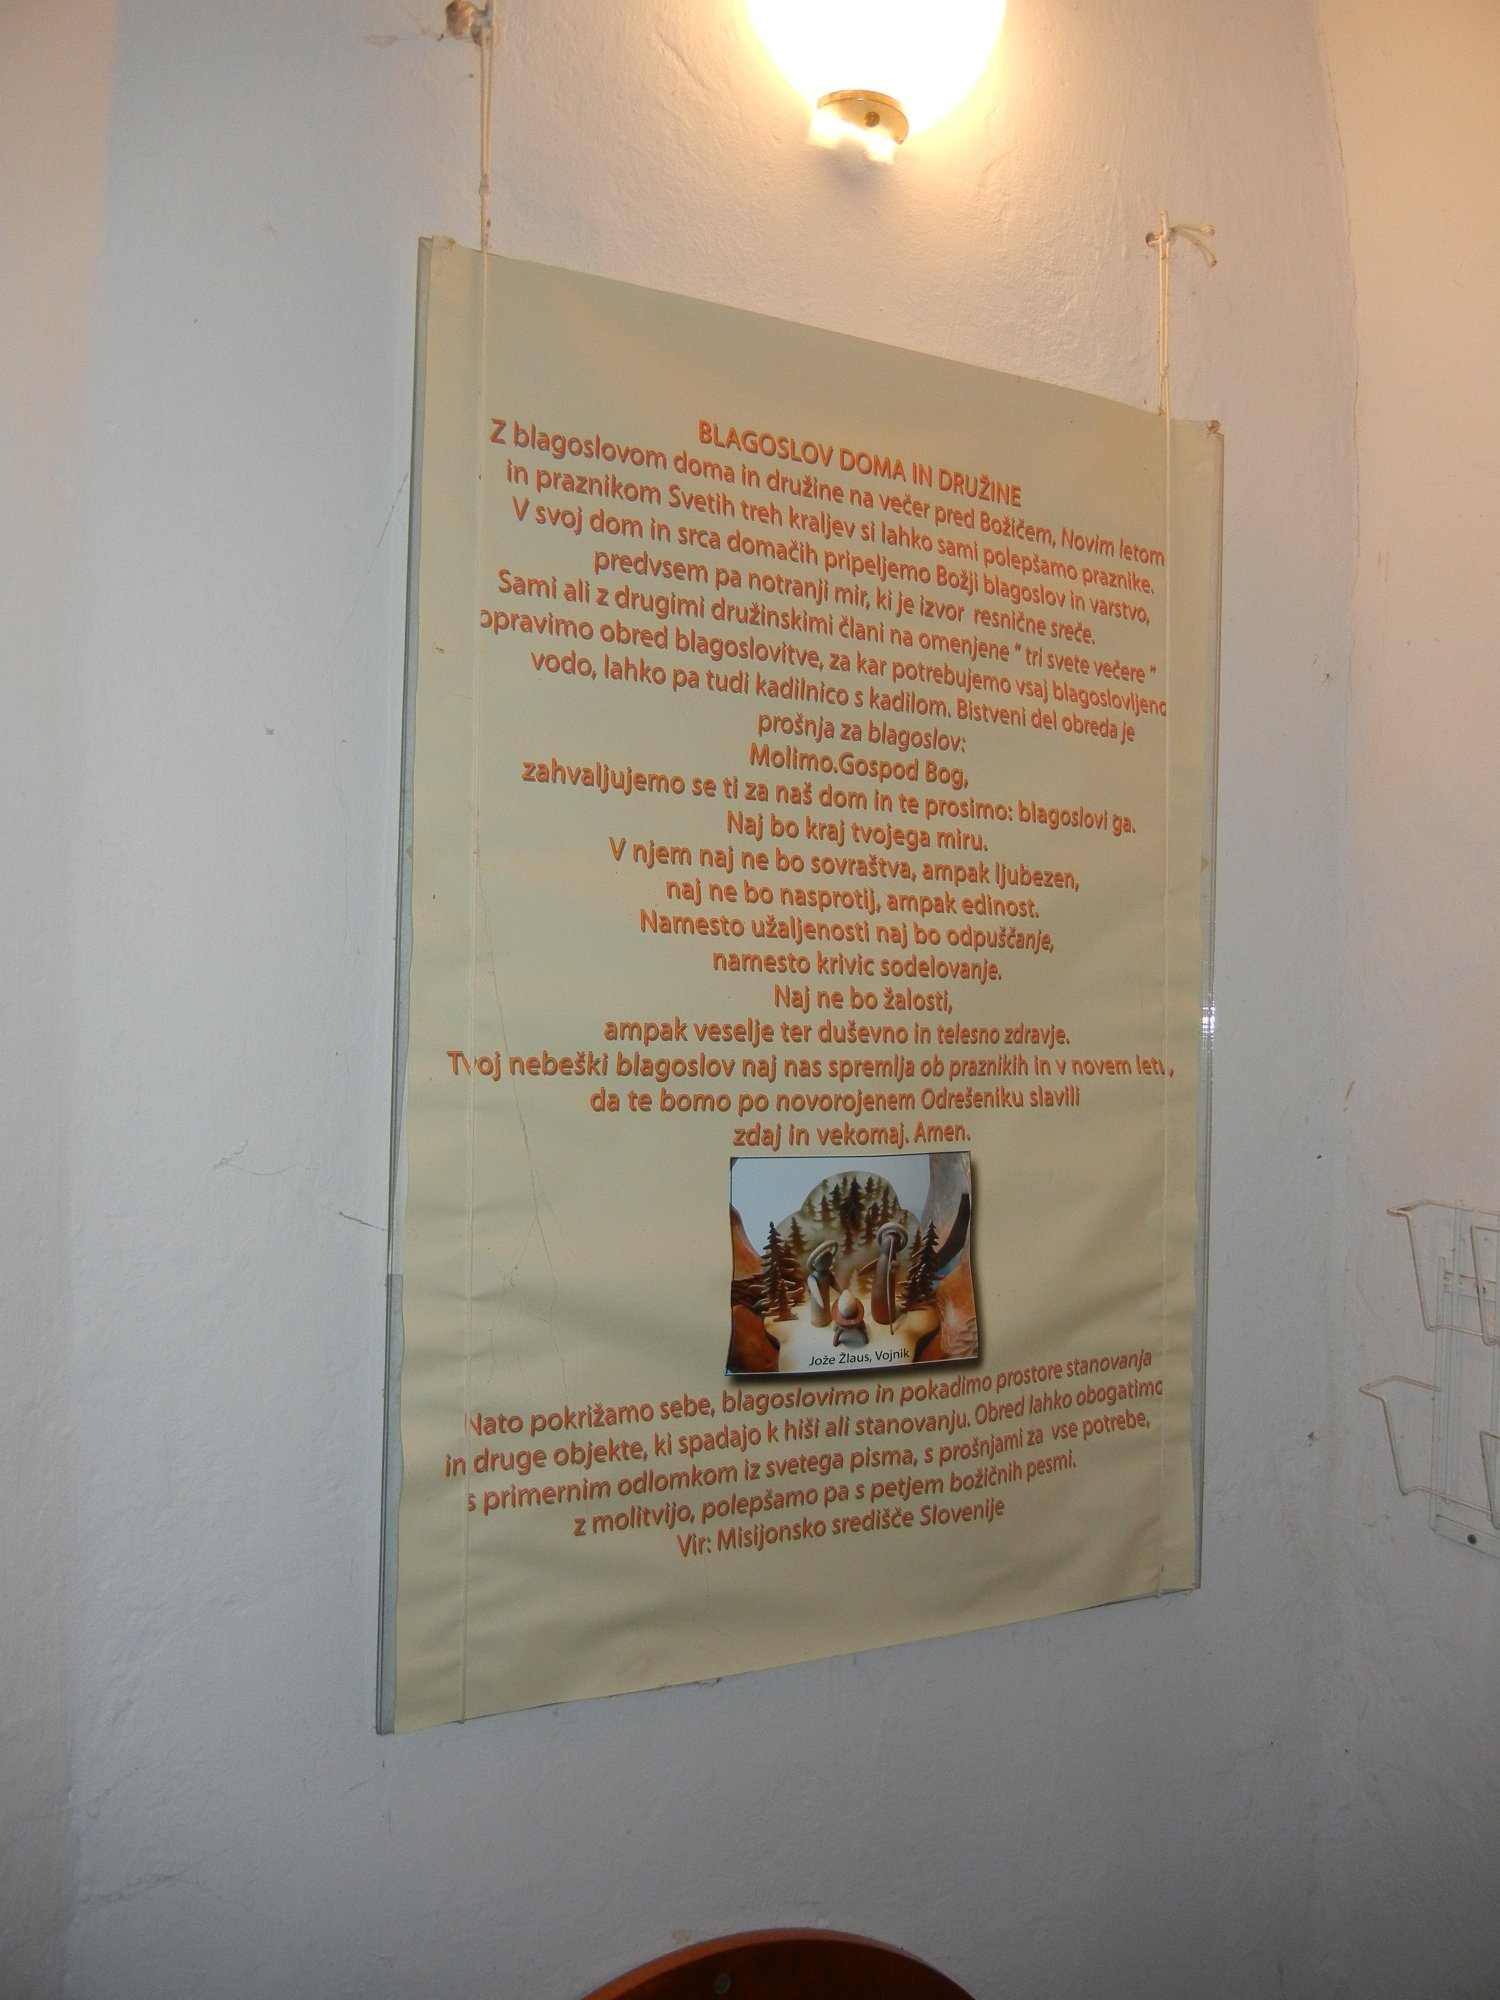 BLAGOSLOV DOMA IN DRUŽINE
Z blagoslovom doma in družine na večer pred Božičem, Novim letom
in praznikom Svetih treh kraljev si lahko sami polepšamo praznike.
V svoj dom in srca domačih pripeljemo Božji blagoslov in varstvo,
predvsem pa notranji mir, ki je izvor resnične sreče.
Sami ali z drugimi družinskimi člani na omenjene " tri svete večere "
opravimo obred blagoslovitve, za kar potrebujemo vsaj blagoslovljeno
vodo, lahko pa tudi kadilnico s kadilom. Bistveni del obreda je
prošnja za blagoslov:
Molimo.Gospod Bog,
zahvaljujemo se ti za naš dom in te prosimo: blagoslovi ga.
Naj bo kraj tvojega miru.
V njem naj ne bo sovraštva, ampak ljubezen,
naj ne bo nasprotij, ampak edinost.
Namesto užaljenosti naj bo odpuščanje,
namesto krivic sodelovanje.
Naj ne bo žalosti,
ampak veselje ter duševno in telesno zdravje.
Tvoj nebeški blagoslov naj nas spremlja ob praznikih in v novem letu,
da te bomo po novorojenem Odrešeniku slavili
zdaj in vekomaj. Amen.
Jože Žlaus, Vojnik
Nato pokrižamo sebe, blagoslovimo in pokadimo prostore stanovanja
in druge objekte, ki spadajo k hiši ali stanovanju. Obred lahko obogatimo
s primernim odlomkom iz svetega pisma, s prošnjami za vse potrebe,
z molitvijo, polepšamo pa s petjem božičnih pesmi.
Vir: Misijonsko središče Slovenije